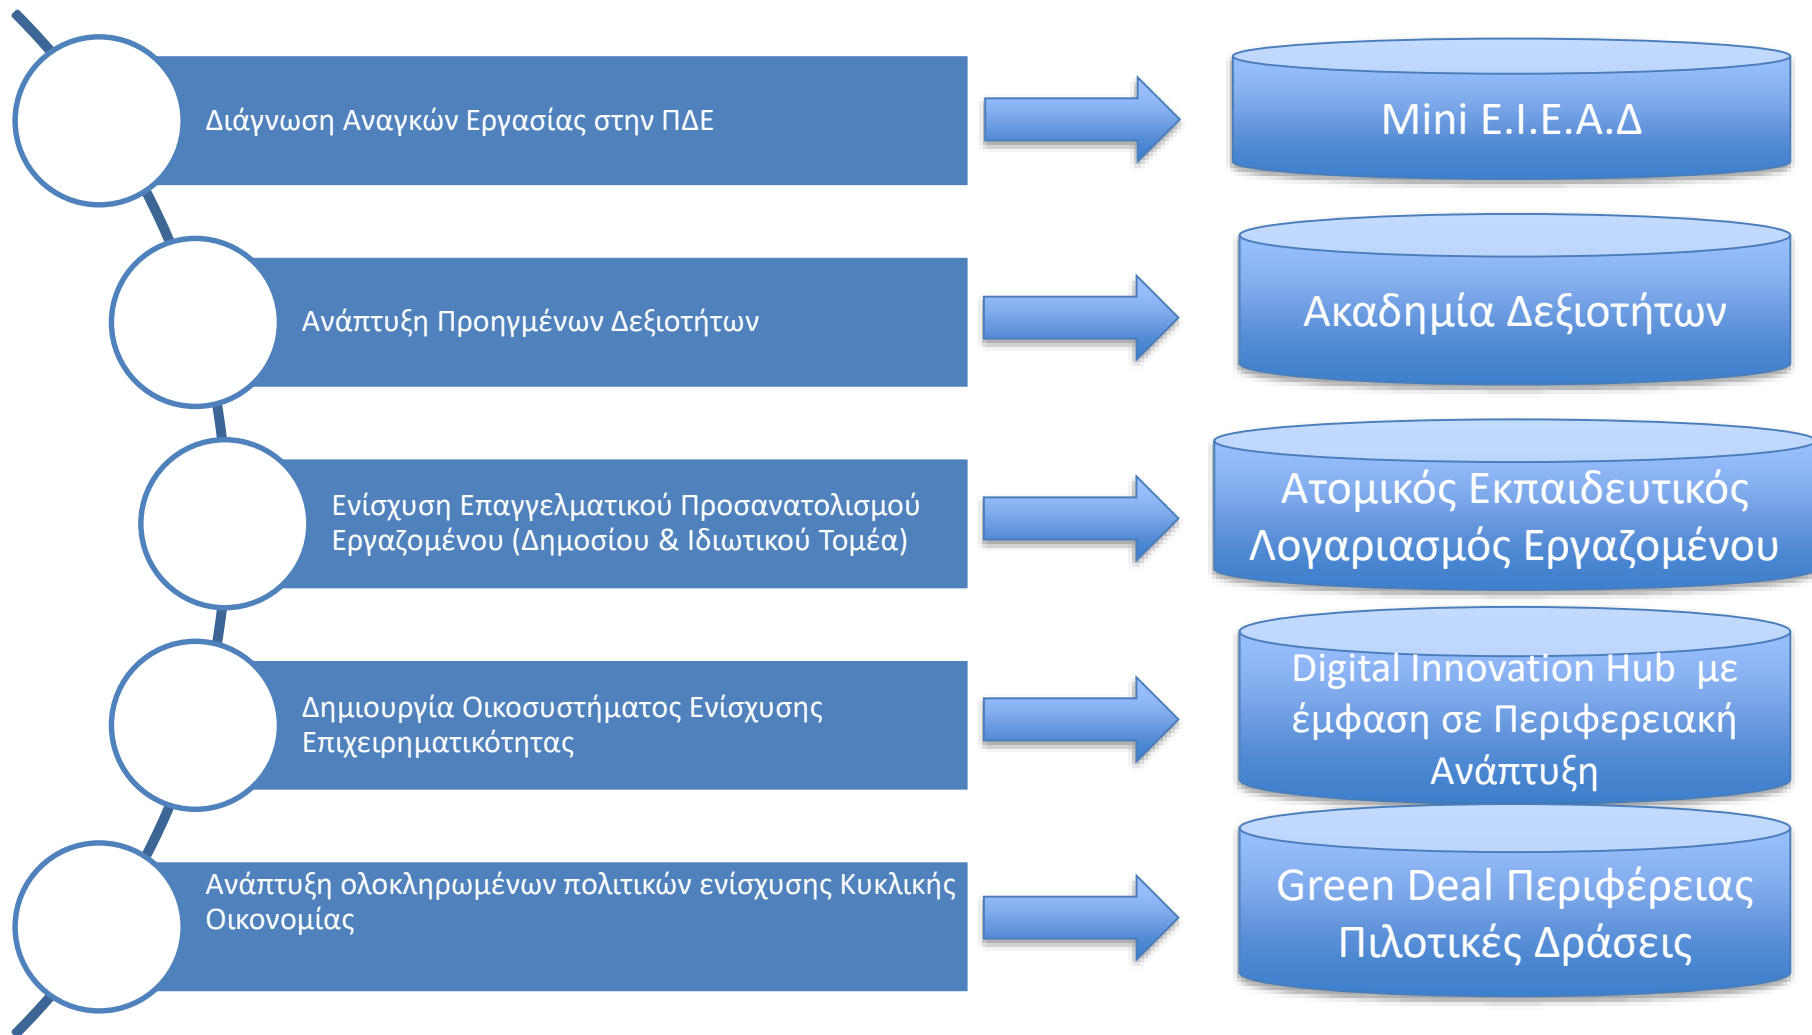 Διάγνωση Αναγκών Εργασίας στην ΠΔΕ
Mini Ε.Ι.Ε.Α.Δ
Ανάπτυξη Προηγμένων Δεξιοτήτων
Ακαδημία Δεξιοτήτων
Ενίσχυση Επαγγελματικού Προσανατολισμού
Εργαζομένου (Δημοσίου & Ιδιωτικού Τομέα)
Ατομικός Εκπαιδευτικός
Λογαριασμός Εργαζομένου
Δημιουργία Οικοσυστήματος Ενίσχυσης
Επιχειρηματικότητας
Digital Innovation Hub με
έμφαση σε Περιφερειακή
Ανάπτυξη
Ανάπτυξη ολοκληρωμένων πολιτικών ενίσχυσης Κυκλικής
Οικονομίας
Green Deal Περιφέρειας
Πιλοτικές Δράσεις